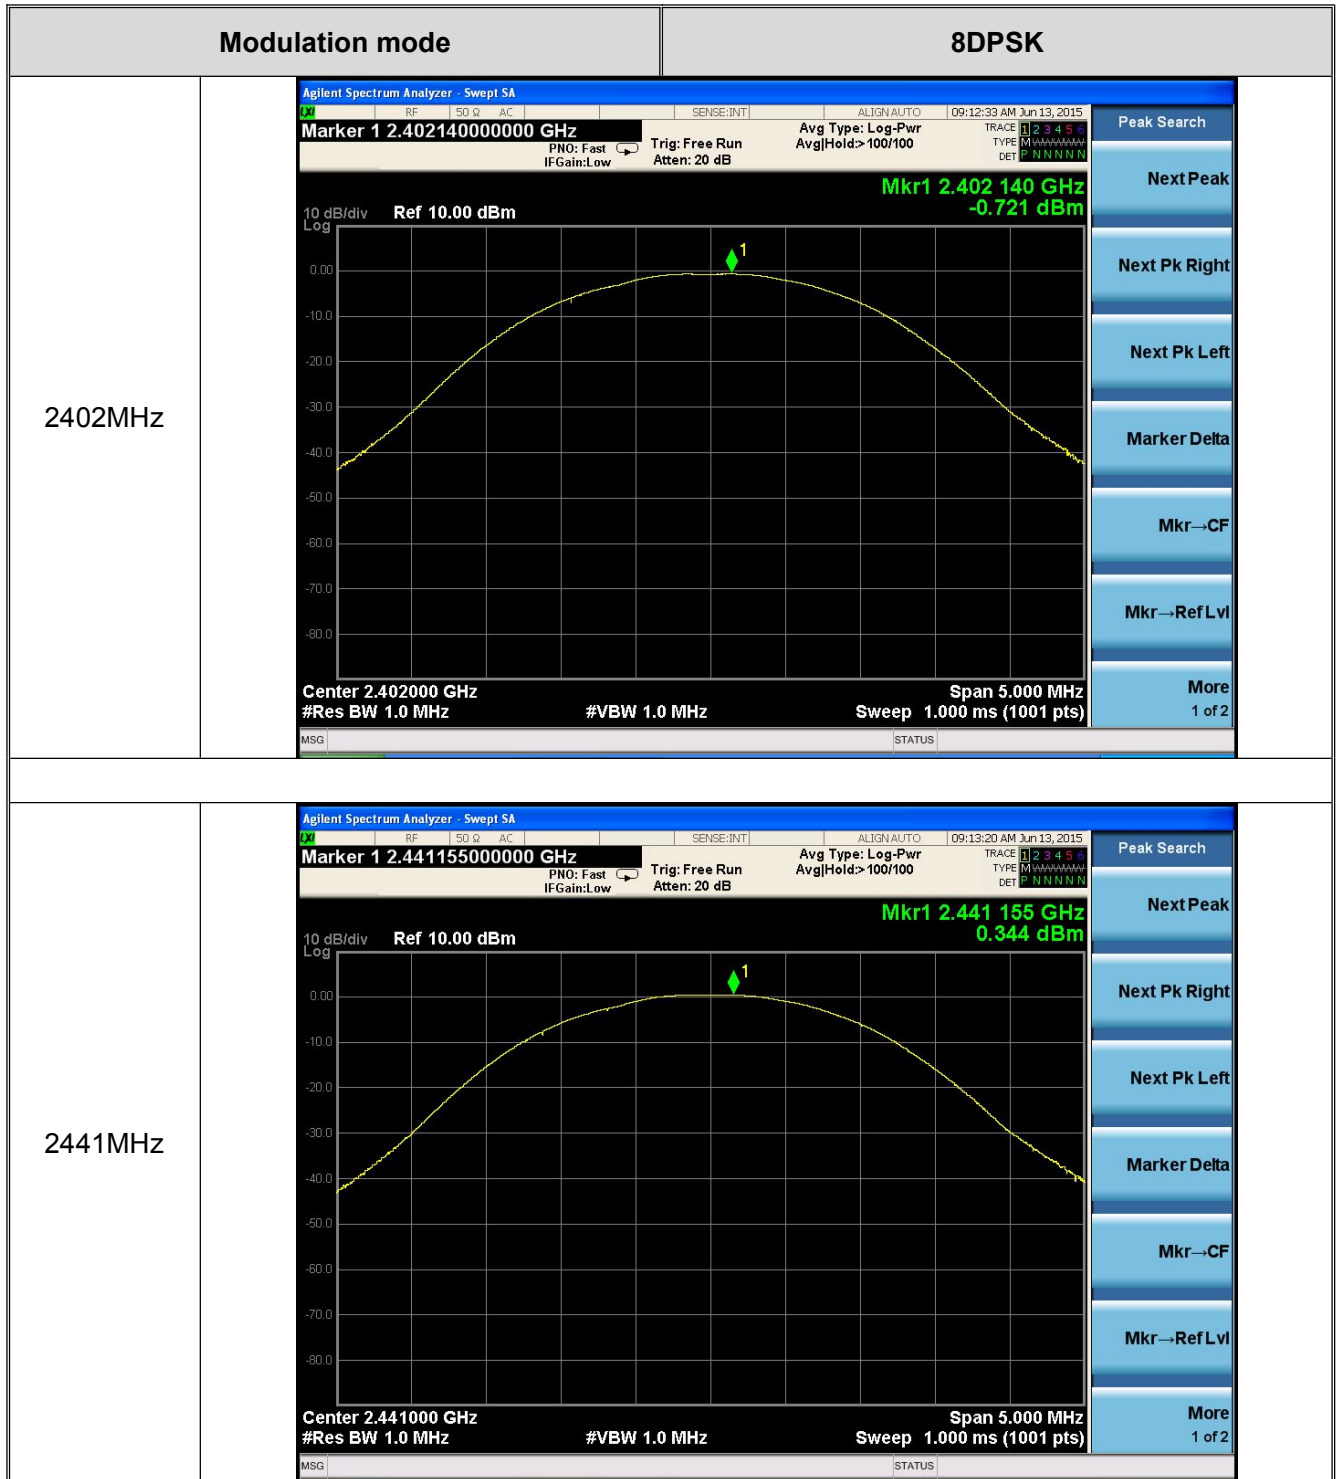 Modulation mode 8DPSK
2402MHz
Agilent Spectrum Analyzer - Swept SA
LXI RF 50 Ω AC SENSE:INT ALIGN AUTO 09:12:33 AM Jun 13, 2015
Marker 1 2.402140000000 GHz
PNO: Fast
IFGain:Low
Trig: Free Run
Atten: 20 dB
Avg Type: Log-Pwr
Avg|Hold:>100/100
TRACE 1 2 3 4 5 6
TYPE M WWWWW
DET P N N N N N
Mkr1 2.402 140 GHz
-0.721 dBm
10 dB/div Ref 10.00 dBm
Log
1
0.00
-10.0
-20.0
-30.0
-40.0
-50.0
-60.0
-70.0
-80.0
Center 2.402000 GHz Span 5.000 MHz
#Res BW 1.0 MHz #VBW 1.0 MHz Sweep 1.000 ms (1001 pts)
MSG STATUS
Peak Search
Next Peak
Next Pk Right
Next Pk Left
Marker Delta
Mkr→CF
Mkr→Ref Lvl
More
1 of 2
2441MHz
Agilent Spectrum Analyzer - Swept SA
LXI RF 50 Ω AC SENSE:INT ALIGN AUTO 09:13:20 AM Jun 13, 2015
Marker 1 2.441155000000 GHz
PNO: Fast
IFGain:Low
Trig: Free Run
Atten: 20 dB
Avg Type: Log-Pwr
Avg|Hold:>100/100
TRACE 1 2 3 4 5 6
TYPE M WWWWW
DET P N N N N N
Mkr1 2.441 155 GHz
0.344 dBm
10 dB/div Ref 10.00 dBm
Log
1
0.00
-10.0
-20.0
-30.0
-40.0
-50.0
-60.0
-70.0
-80.0
Center 2.441000 GHz Span 5.000 MHz
#Res BW 1.0 MHz #VBW 1.0 MHz Sweep 1.000 ms (1001 pts)
MSG STATUS
Peak Search
Next Peak
Next Pk Right
Next Pk Left
Marker Delta
Mkr→CF
Mkr→Ref Lvl
More
1 of 2